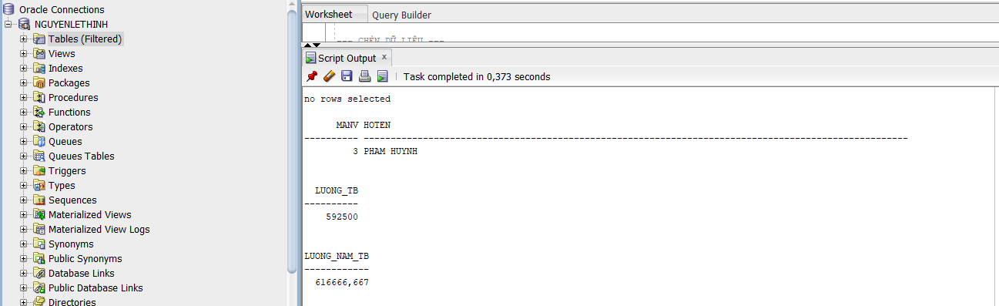 Oracle Connections
NGUYENLETHINH
Tables (Filtered)
Views
Indexes
Packages
Procedures
Functions
Operators
Queues
Queues Tables
Triggers
Types
Sequences
Materialized Views
Materialized View Logs
Synonyms
Public Synonyms
Database Links
Public Database Links
Directories
Worksheet
Query Builder
--- CHÈN DỮ LIỆU ---
Script Output x
Task completed in 0,373 seconds
no rows selected
MANV HOTEN
---------- -----------------------------------------------------------------------------------------------------
3 PHAM HUYNH
LUONG_TB
----------
592500
LUONG_NAM_TB
------------
616666,667